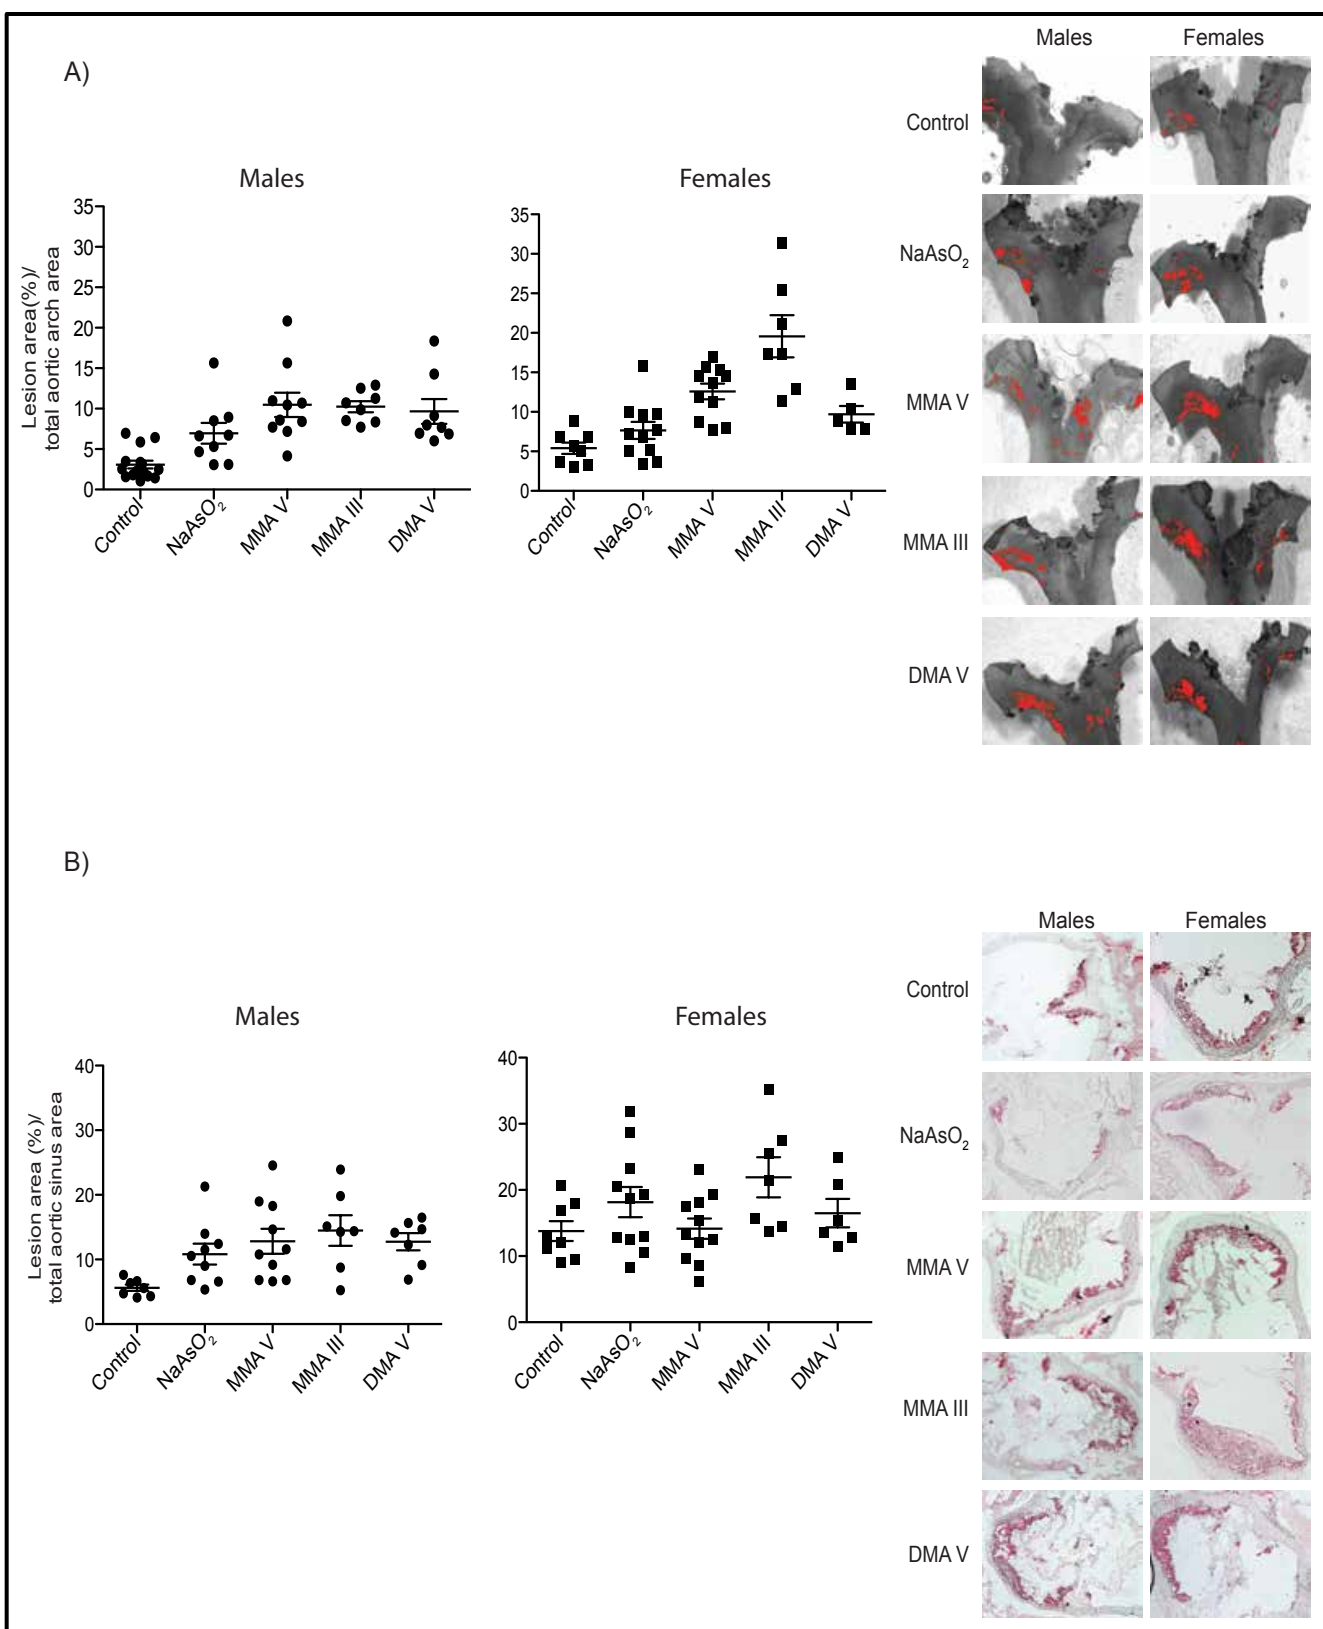 A)
Males
Females
Lesion area(%)/
total aortic arch area
35
30
25
20
15
10
5
0
Control
NaAsO2
MMA V
MMA III
DMA V
35
30
25
20
15
10
5
0
Control
NaAsO2
MMA V
MMA III
DMA V
Males
Females
Control
NaAsO2
MMA V
MMA III
DMA V
B)
Males
Females
Lesion area (%)/
total aortic sinus area
40
30
20
10
0
Control
NaAsO2
MMA V
MMA III
DMA V
40
30
20
10
0
Control
NaAsO2
MMA V
MMA III
DMA V
Males
Females
Control
NaAsO2
MMA V
MMA III
DMA V